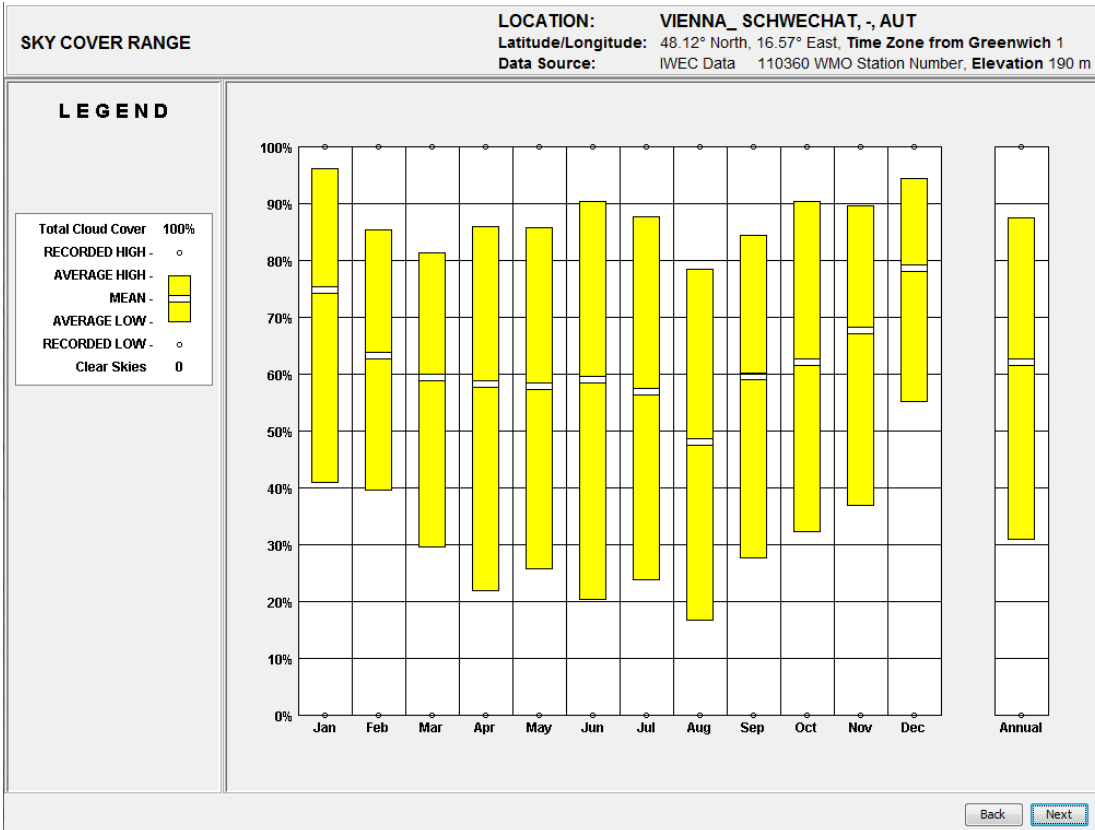 SKY COVER RANGE
LOCATION: VIENNA_ SCHWECHAT, -, AUT
Latitude/Longitude: 48.12° North, 16.57° East, Time Zone from Greenwich 1
Data Source: IWEC Data 110360 WMO Station Number, Elevation 190 m
LEGEND
Total Cloud Cover 100%
RECORDED HIGH -
AVERAGE HIGH -
MEAN -
AVERAGE LOW -
RECORDED LOW -
Clear Skies 0
100%
90%
80%
70%
60%
50%
40%
30%
20%
10%
0%
Jan Feb Mar Apr May Jun Jul Aug Sep Oct Nov Dec Annual
Back Next